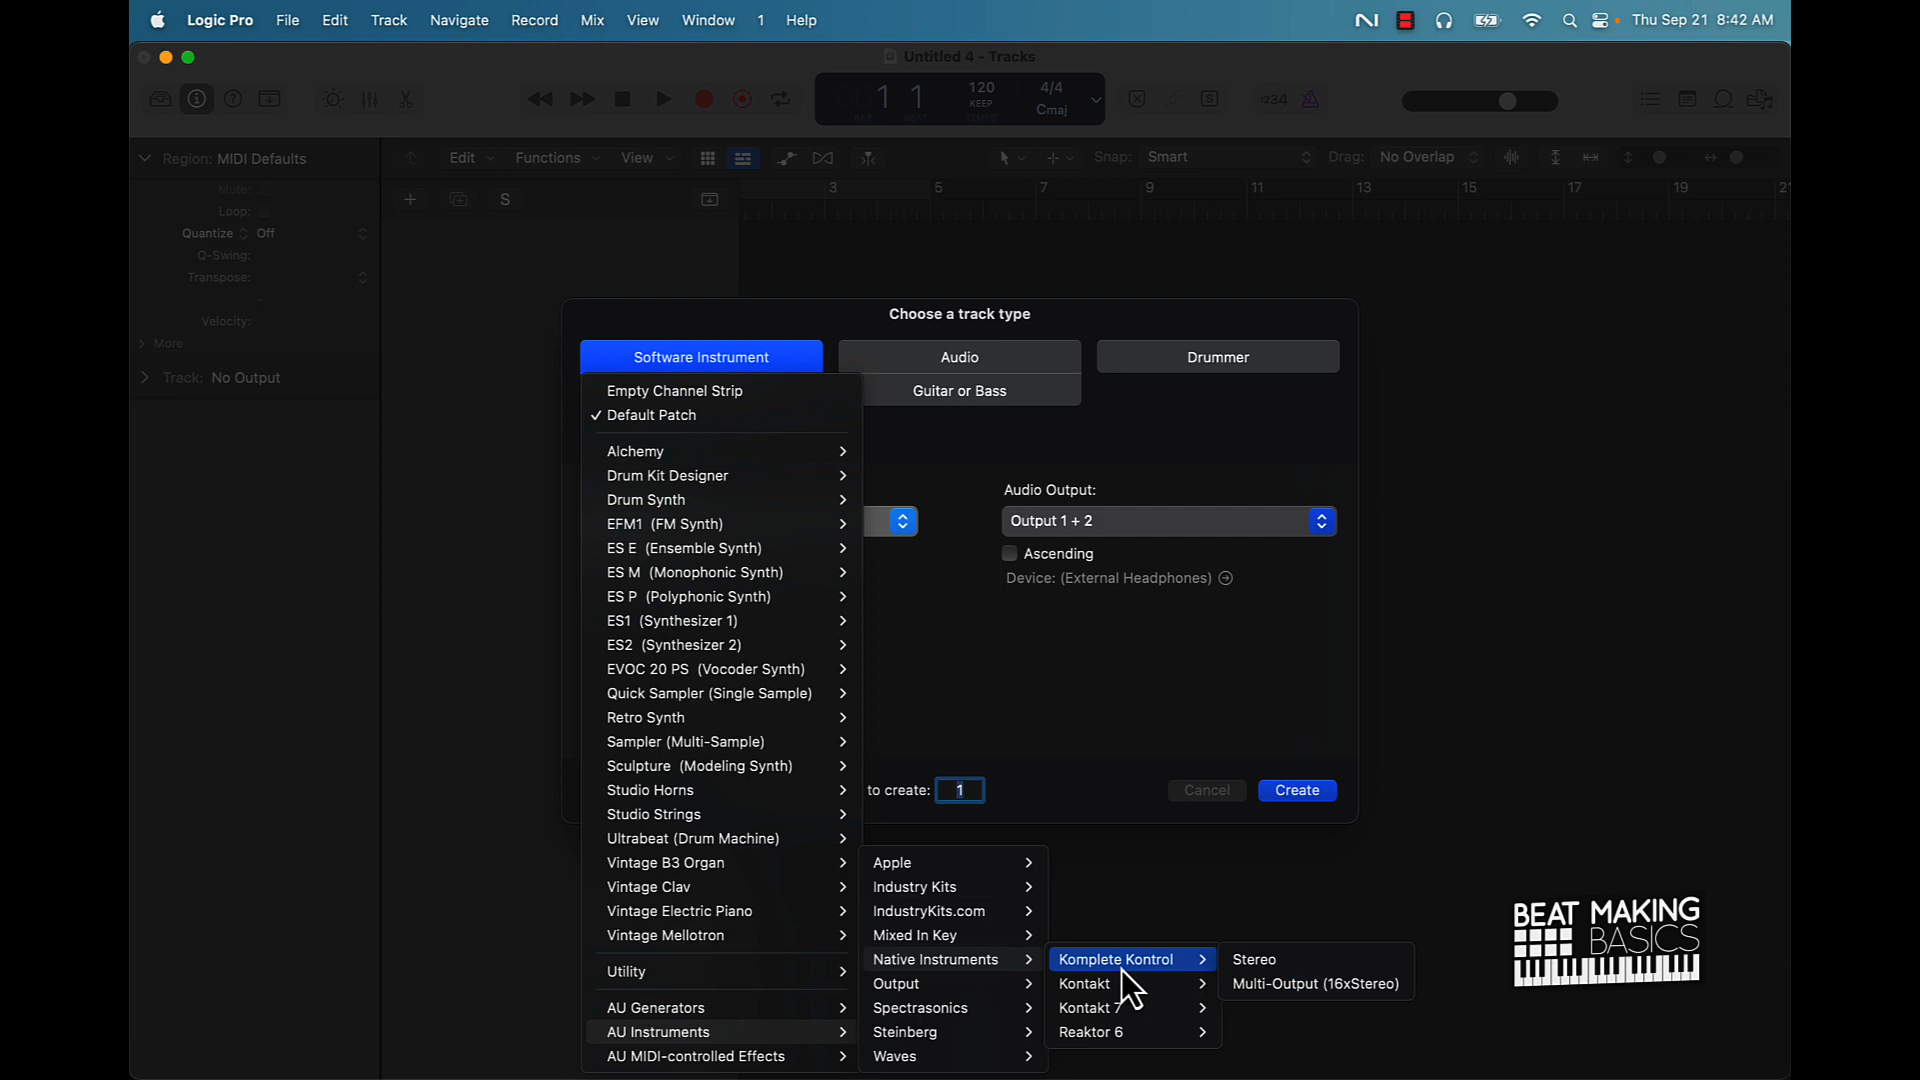 Logic Pro File Edit Track Navigate Record Mix View Window 1 Help Thu Sep 21 8:42 AM
Untitled 4 - Tracks
1 1 120 4/4
KEEP Cmaj
BAR BEAT TEMPO
S 1234
Region: MIDI Defaults
Edit Functions View Snap: Smart Drag: No Overlap
Mute:
Loop:
Quantize Off
Q-Swing:
Transpose:
Velocity:
More
Track: No Output
S
3 5 7 9 11 13 15 17 19 21
Choose a track type
Software Instrument Audio Drummer
Guitar or Bass
Empty Channel Strip
Default Patch
Alchemy
Drum Kit Designer
Drum Synth
EFM1 (FM Synth)
ES E (Ensemble Synth)
ES M (Monophonic Synth)
ES P (Polyphonic Synth)
ES1 (Synthesizer 1)
ES2 (Synthesizer 2)
EVOC 20 PS (Vocoder Synth)
Quick Sampler (Single Sample)
Retro Synth
Sampler (Multi-Sample)
Sculpture (Modeling Synth)
Studio Horns
Studio Strings
Ultrabeat (Drum Machine)
Vintage B3 Organ
Vintage Clav
Vintage Electric Piano
Vintage Mellotron
Utility
AU Generators
AU Instruments
AU MIDI-controlled Effects
Audio Output:
Output 1 + 2
Ascending
Device: (External Headphones)
to create: 1 Cancel Create
Apple
Industry Kits
IndustryKits.com
Mixed In Key
Native Instruments
Output
Spectrasonics
Steinberg
Waves
Komplete Kontrol
Kontakt
Kontakt 7
Reaktor 6
Stereo
Multi-Output (16xStereo)
BEAT MAKING
BASICS